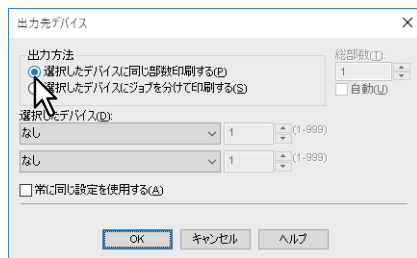 出力先デバイス
出力方法
選択したデバイスに同じ部数印刷する(P)
選択したデバイスにジョブを分けて印刷する(S)
総部数(T):
1
自動(U)
選択したデバイス(D):
なし
1
(1-999)
なし
1
(1-999)
常に同じ設定を使用する(A)
OK
キャンセル
ヘルプ